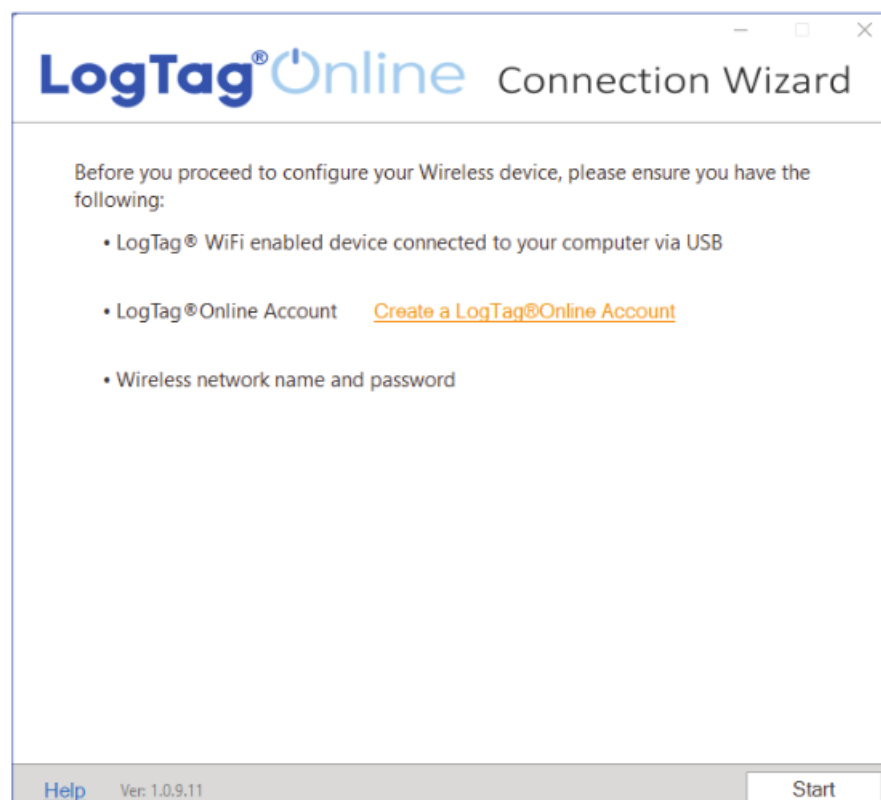 LogTag® Online Connection Wizard
Before you proceed to configure your Wireless device, please ensure you have the
following:
• LogTag® WiFi enabled device connected to your computer via USB
• LogTag®Online Account Create a LogTag®Online Account
• Wireless network name and password
Help Ver: 1.0.9.11 Start